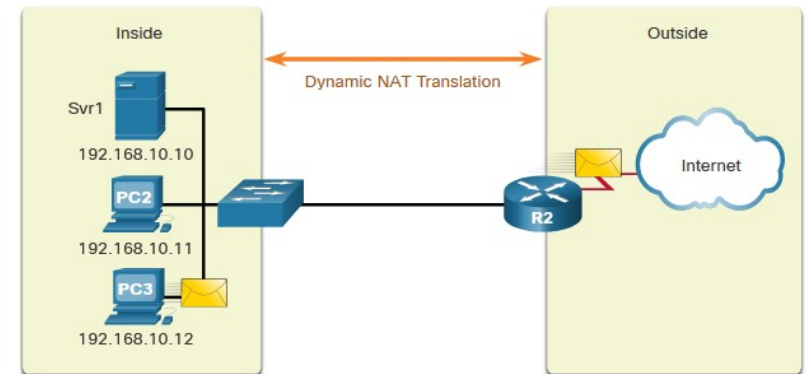 Inside
Outside
Dynamic NAT Translation
Svr1
192.168.10.10
PC2
192.168.10.11
PC3
192.168.10.12
R2
Internet